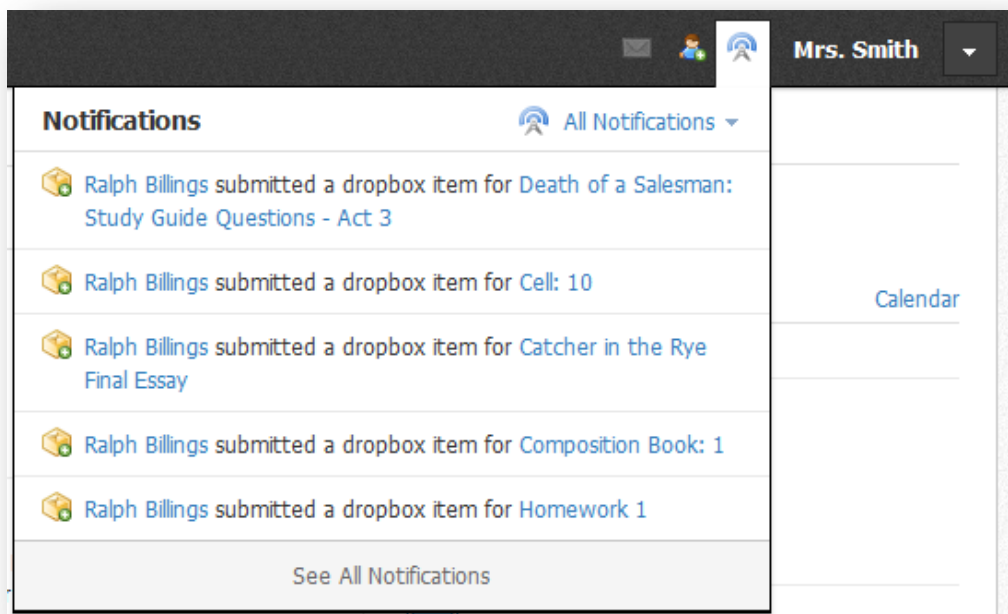 Mrs. Smith
Notifications
All Notifications
Ralph Billings submitted a dropbox item for Death of a Salesman:
Study Guide Questions - Act 3
Ralph Billings submitted a dropbox item for Cell: 10
Calendar
Ralph Billings submitted a dropbox item for Catcher in the Rye
Final Essay
Ralph Billings submitted a dropbox item for Composition Book: 1
Ralph Billings submitted a dropbox item for Homework 1
See All Notifications